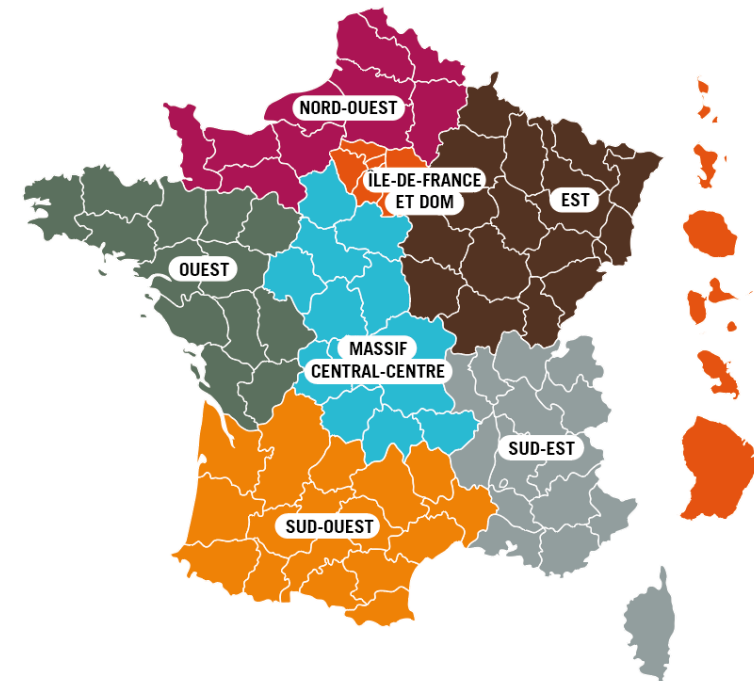 NORD-OUEST
ÎLE-DE-FRANCE
ET DOM
EST
OUEST
MASSIF
CENTRAL-CENTRE
SUD-EST
SUD-OUEST